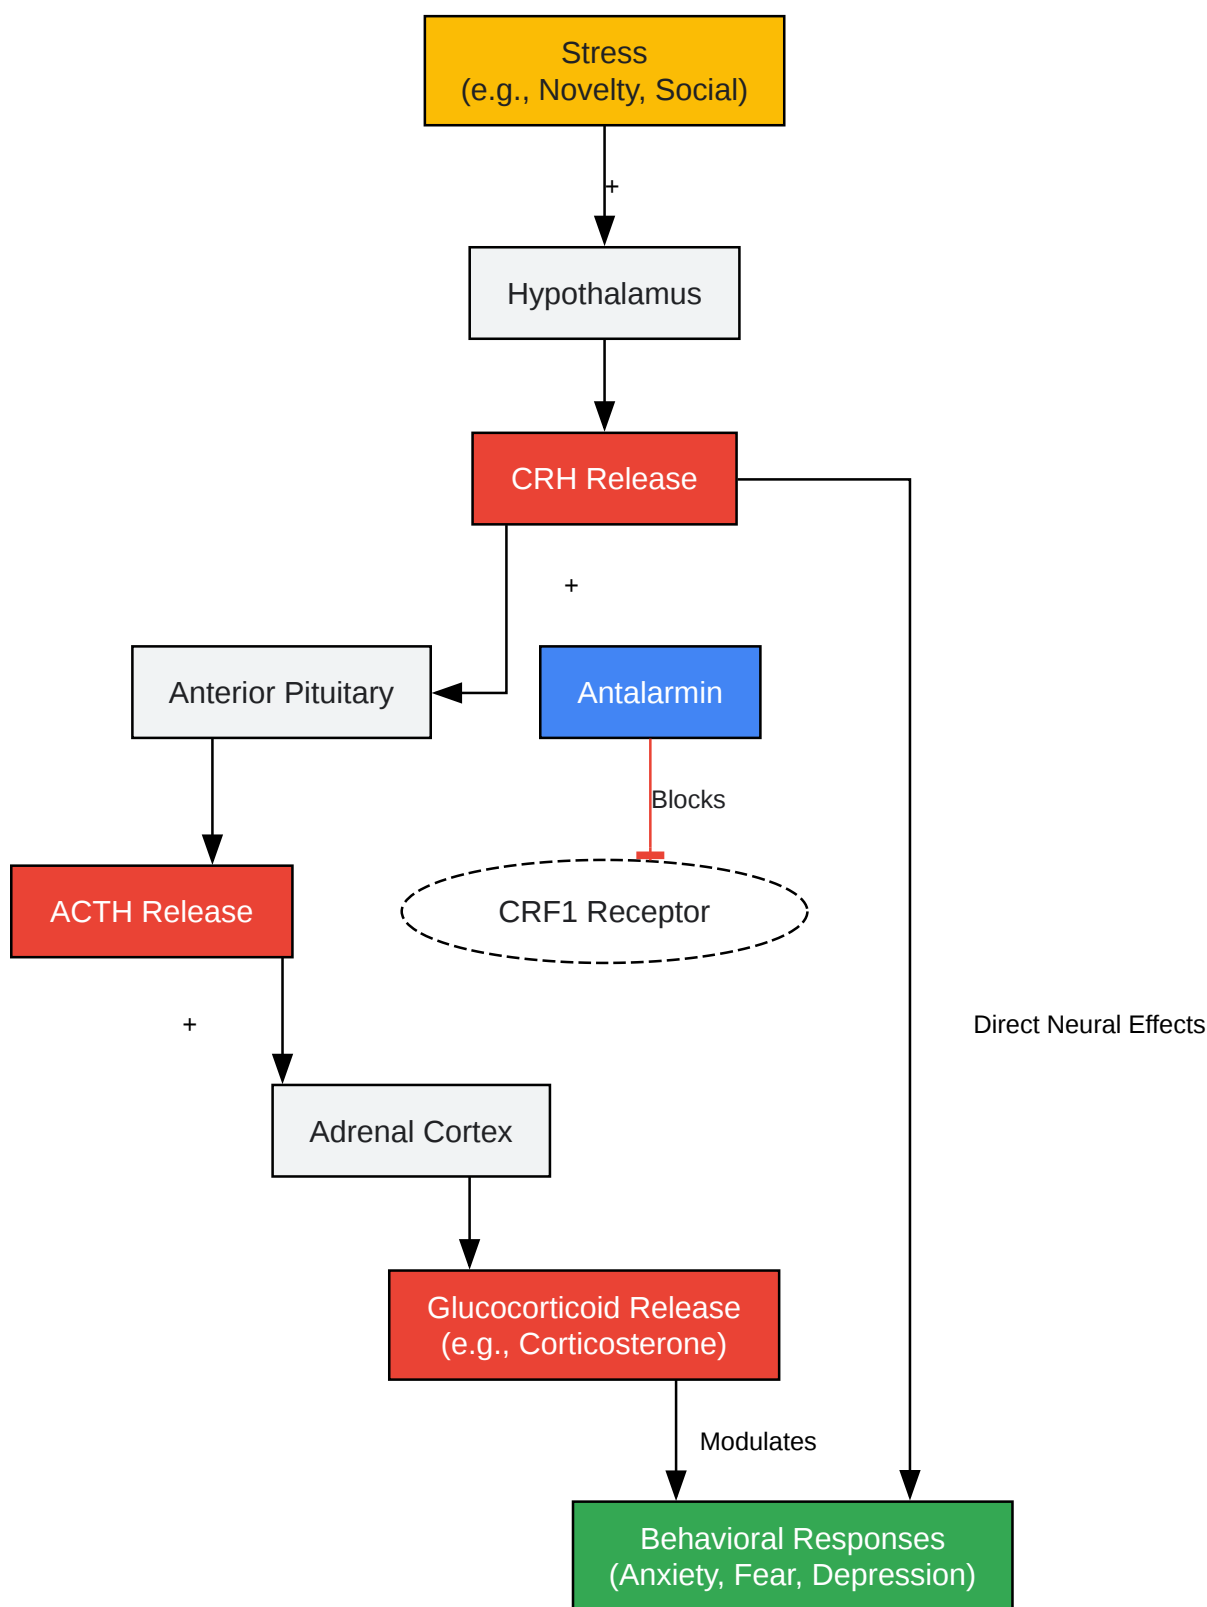 Stress
(e.g., Novelty, Social)
+
Hypothalamus
CRH Release
+
Anterior Pituitary
Antalarmin
Blocks
ACTH Release
CRF1 Receptor
+
Direct Neural Effects
Adrenal Cortex
Glucocorticoid Release
(e.g., Corticosterone)
Modulates
Behavioral Responses
(Anxiety, Fear, Depression)